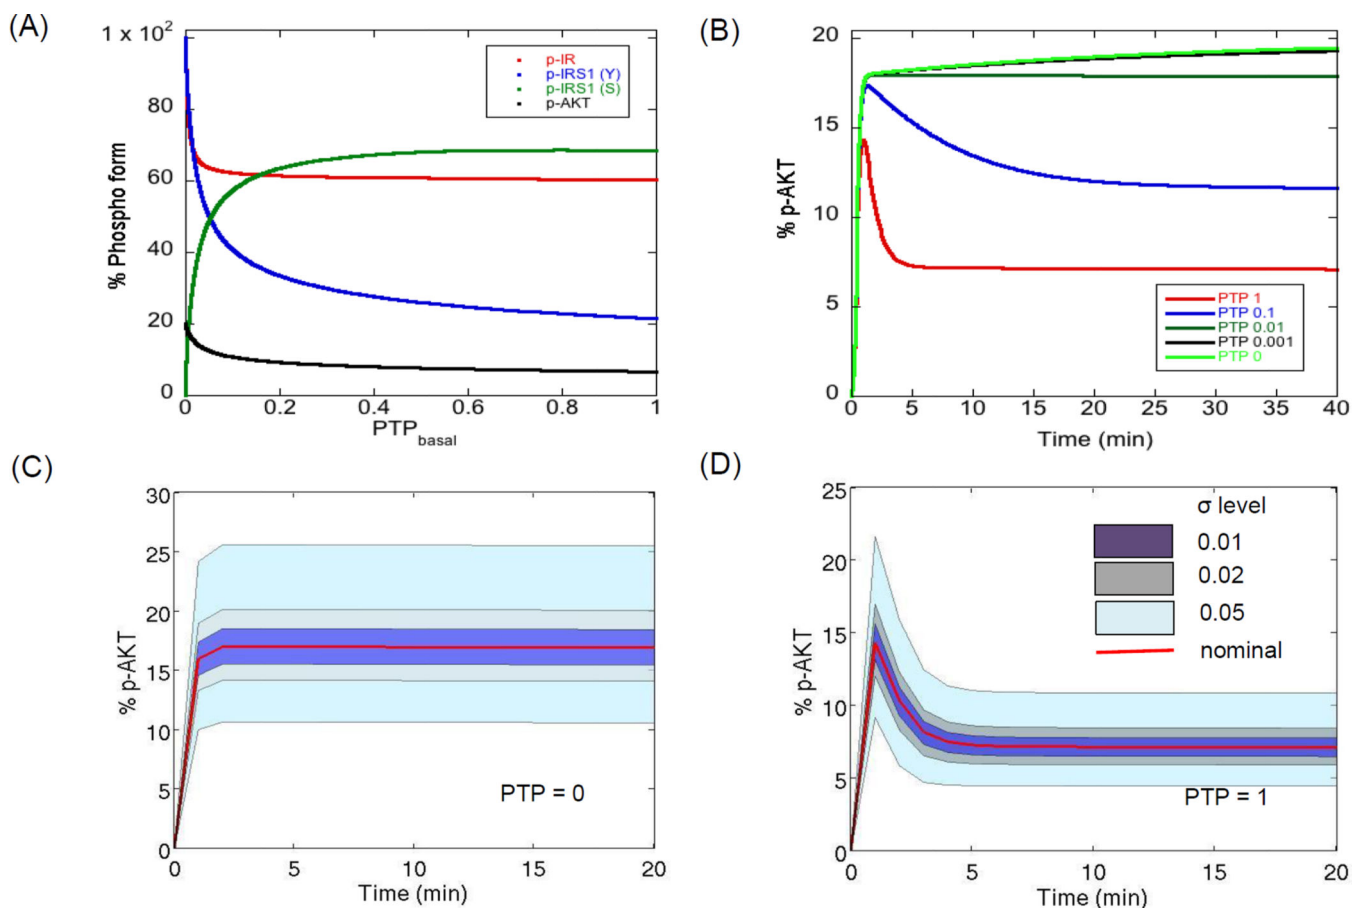 (A)
1 x 10²
80
60
40
20
0
% Phospho form
p-IR
p-IRS1 (Y)
p-IRS1 (S)
p-AKT
0
0.2
0.4
0.6
0.8
1
PTP_basal
(B)
20
15
10
5
0
% p-AKT
PTP 1
PTP 0.1
PTP 0.01
PTP 0.001
PTP 0
0
5
10
15
20
25
30
35
40
Time (min)
(C)
30
25
20
15
10
5
0
% p-AKT
PTP = 0
0
5
10
15
20
Time (min)
(D)
25
20
15
10
5
0
% p-AKT
σ level
0.01
0.02
0.05
nominal
PTP = 1
0
5
10
15
20
Time (min)